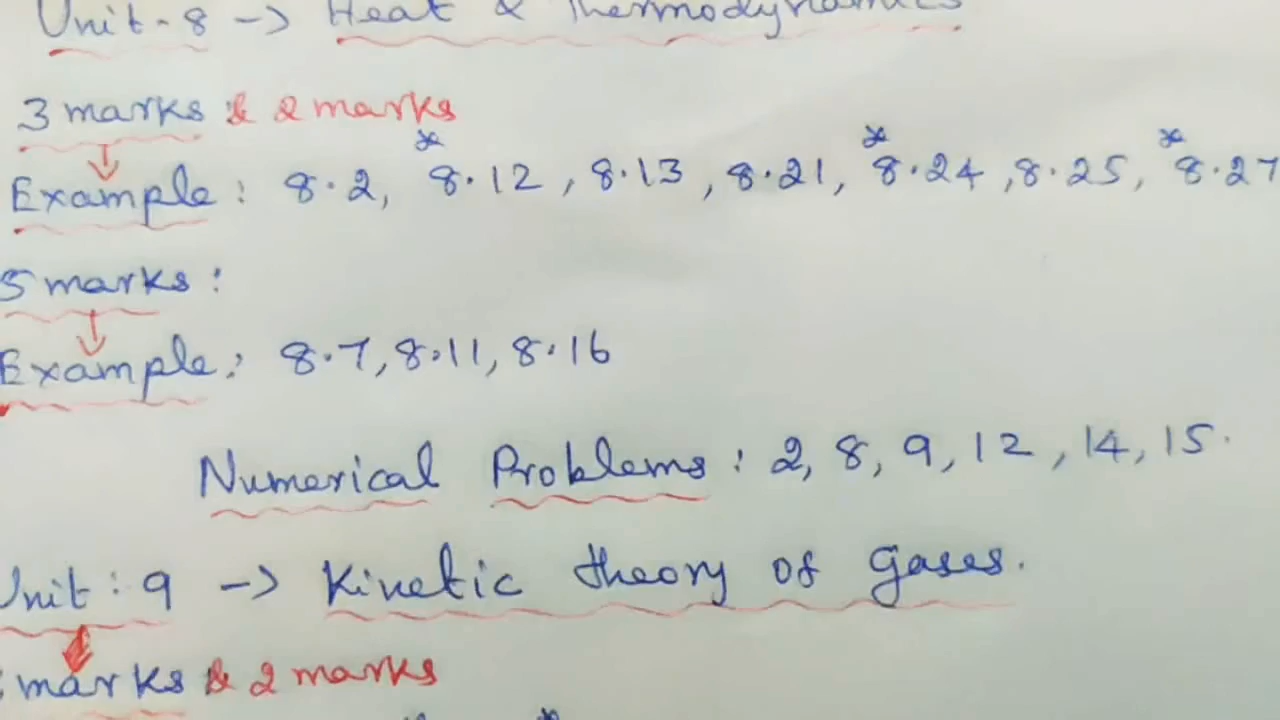 Unit-8 -> Heat & Thermodynamics
3 marks & 2 marks
Example: 8.2, *8.12, 8.13, 8.21, *8.24, 8.25, *8.27
5 marks:
Example: 8.7, 8.11, 8.16
Numerical Problems: 2, 8, 9, 12, 14, 15.
Unit: 9 -> Kinetic theory of gases.
marks & 2 marks